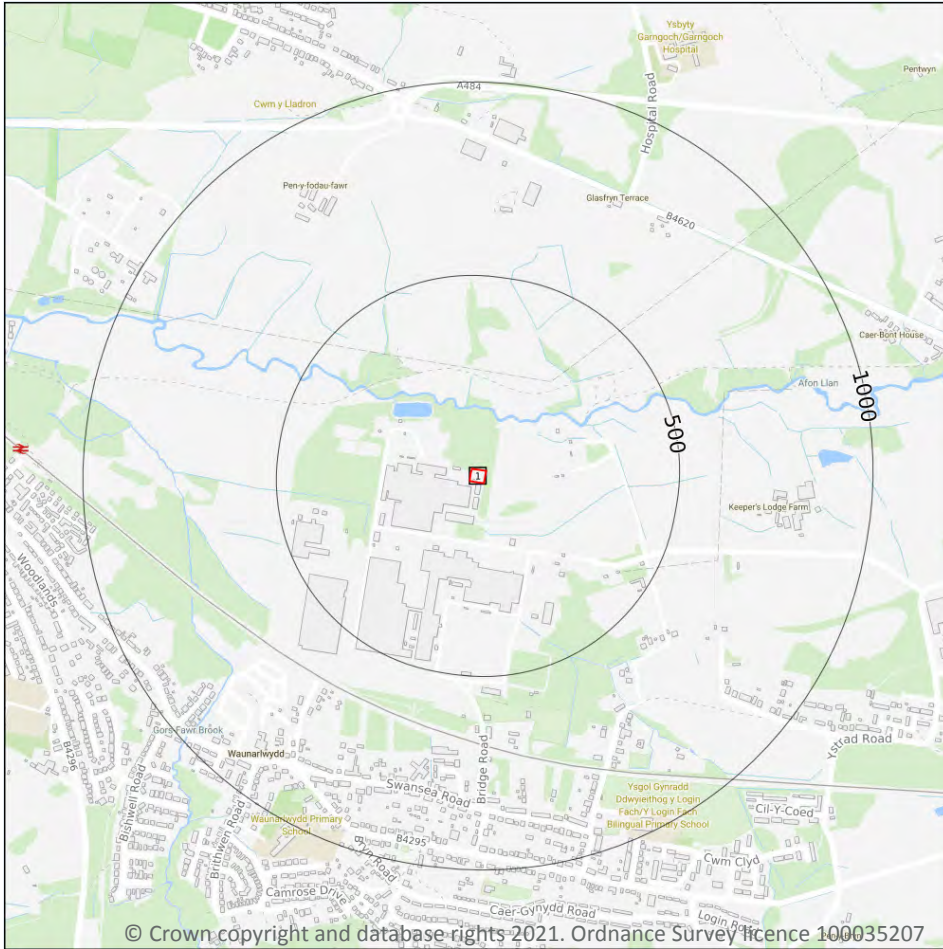 Ysbyty
Garngoch/Garngoch
Hospital
Pentwyn
A484
Cwm y Lladron
Hospital Road
Pen-y-fodau-fawr
Glasfryn Terrace
B4620
Caer-Bont House
Afon Llan
1000
500
1
Keeper's Lodge Farm
Woodlands
Gors-Fawr Brook
Waunarlwydd
Ystrad Road
B4296
Bishwell Road
Bridge Road
Swansea Road
Ysgol Gynradd
Ddwyieithog y Login
Fach/Y Login Fach
Bilingual Primary School
Cil-Y-Coed
Brithwen Road
Waunarlwydd Primary
School
B4295
Bryn Road
Cwm Clyd
Camrose Drive
Caer-Gynydd Road
Login Road
© Crown copyright and database rights 2021. Ordnance Survey licence 100035207